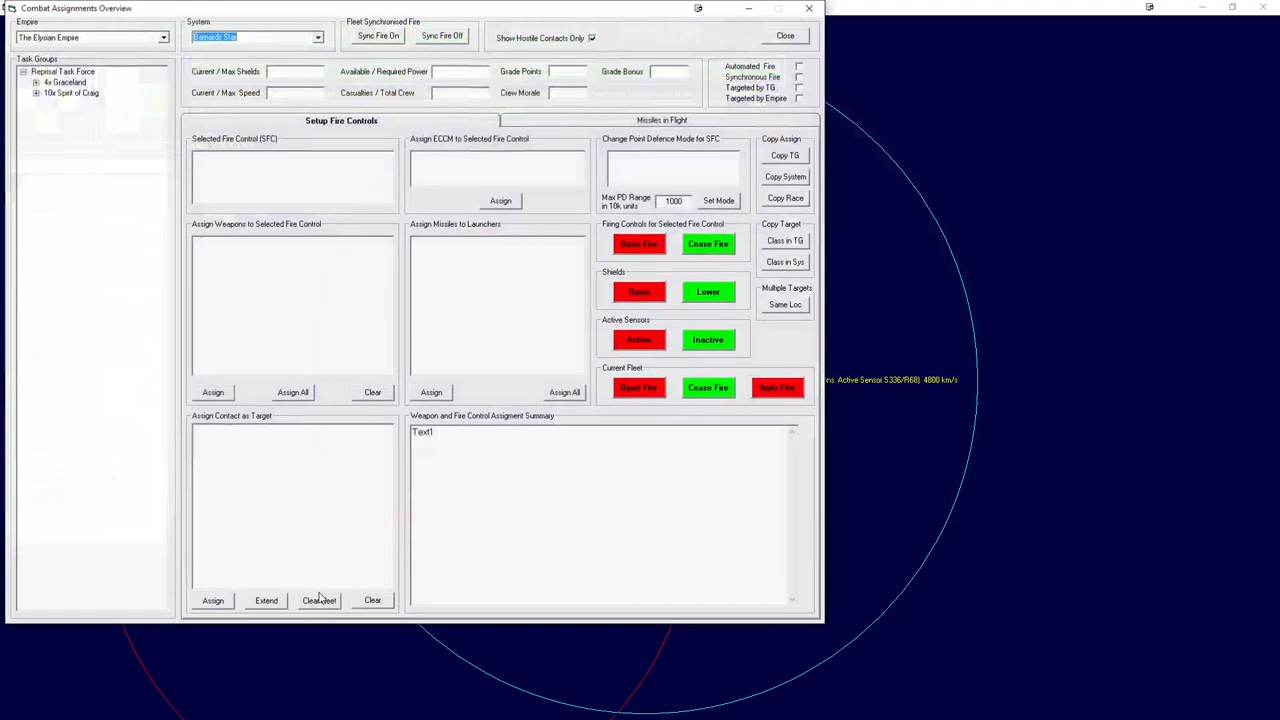 Combat Assignments Overview
Empire
System
Fleet Synchronised Fire
The Elysian Empire
Barnards Star
Sync Fire On
Sync Fire Off
Show Hostile Contacts Only
Close
Task Groups
Reprisal Task Force
4x Graceland
10x Spirit of Craig
Current / Max Shields
Available / Required Power
Grade Points
Grade Bonus
Current / Max Speed
Casualties / Total Crew
Crew Morale
Automated Fire
Synchronous Fire
Targeted by TG
Targeted by Empire
Setup Fire Controls
Missiles in Flight
Selected Fire Control (SFC)
Assign ECCM to Selected Fire Control
Assign
Change Point Defence Mode for SFC
Max PD Range
in 10k units
1000
Set Mode
Copy Assign
Copy TG
Copy System
Copy Race
Assign Weapons to Selected Fire Control
Assign Missiles to Launchers
Firing Controls for Selected Fire Control
Open Fire
Cease Fire
Copy Target
Class in TG
Class in Sys
Shields
Raise
Lower
Multiple Targets
Same Loc
Active Sensors
Active
Inactive
Current Fleet
Open Fire
Cease Fire
Auto Fire
Assign
Assign All
Clear
Assign
Assign All
Assign Contact as Target
Weapon and Fire Control Assigment Summary
Text1
Assign
Extend
Clear
ns Active Sensor S336/R68) 4800 km/s